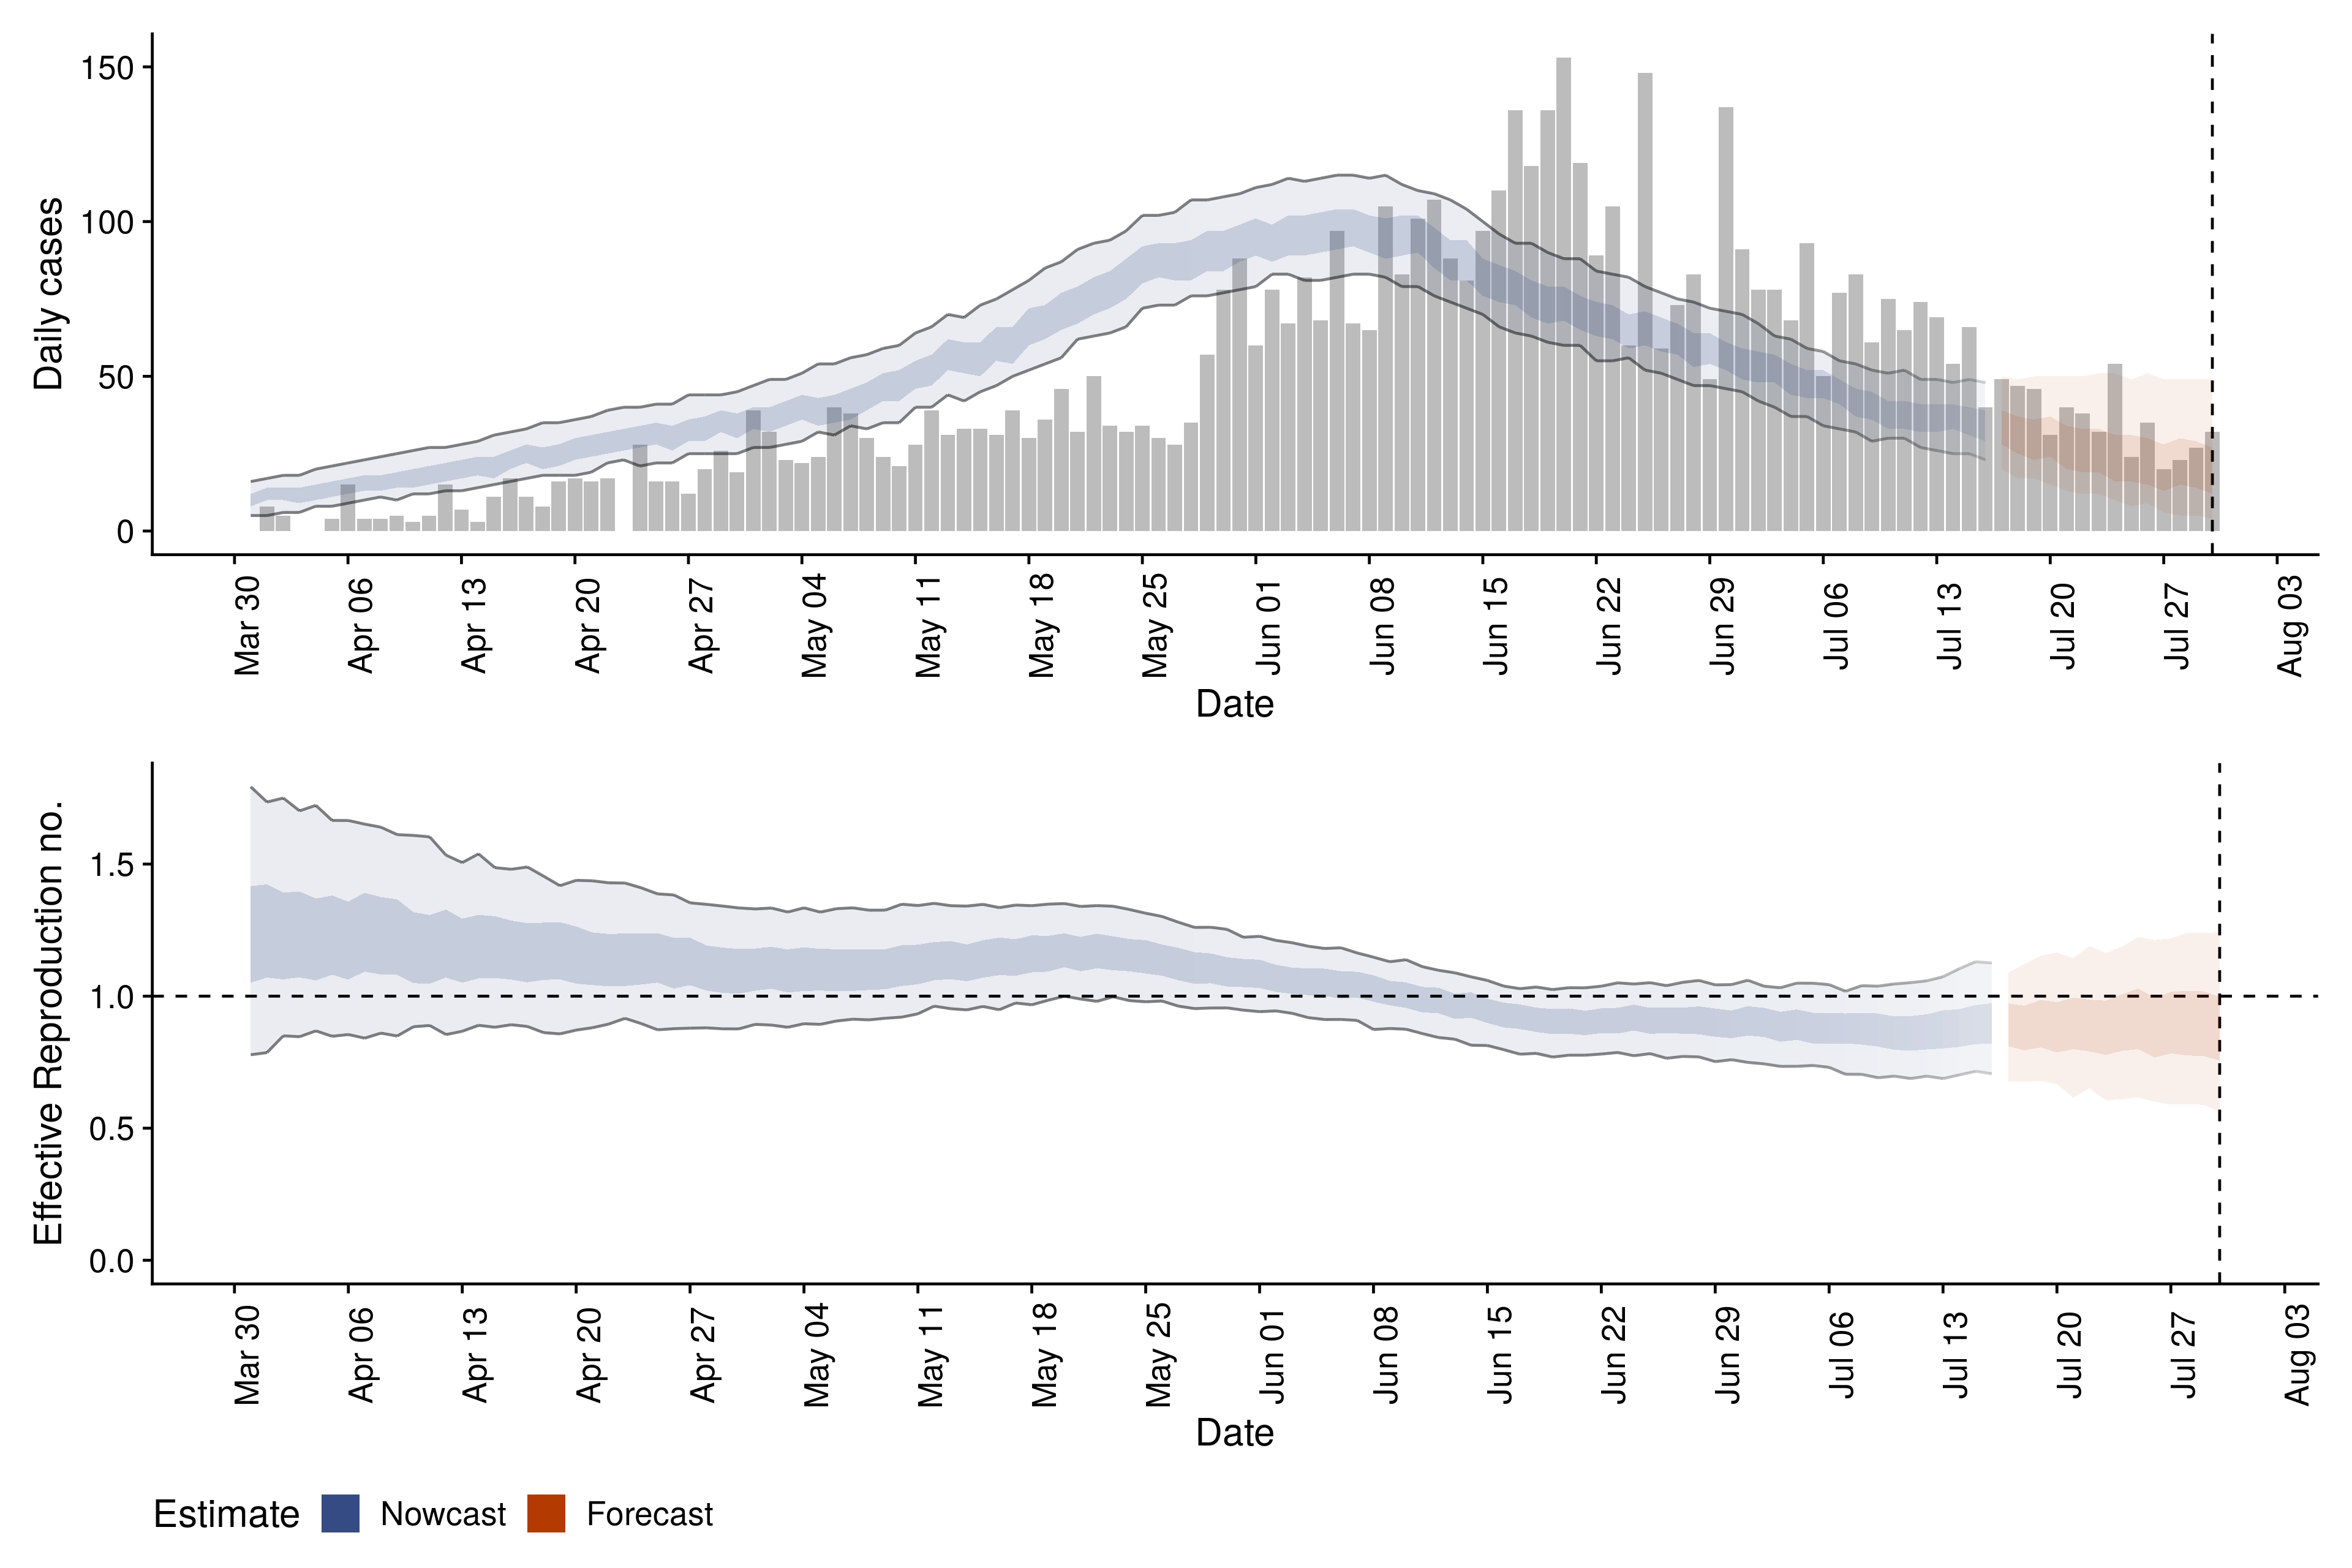 Daily cases
150
100
50
0
Mar 30
Apr 06
Apr 13
Apr 20
Apr 27
May 04
May 11
May 18
May 25
Jun 01
Jun 08
Jun 15
Jun 22
Jun 29
Jul 06
Jul 13
Jul 20
Jul 27
Aug 03
Date
Effective Reproduction no.
1.5
1.0
0.5
0.0
Mar 30
Apr 06
Apr 13
Apr 20
Apr 27
May 04
May 11
May 18
May 25
Jun 01
Jun 08
Jun 15
Jun 22
Jun 29
Jul 06
Jul 13
Jul 20
Jul 27
Aug 03
Date
Estimate Nowcast Forecast